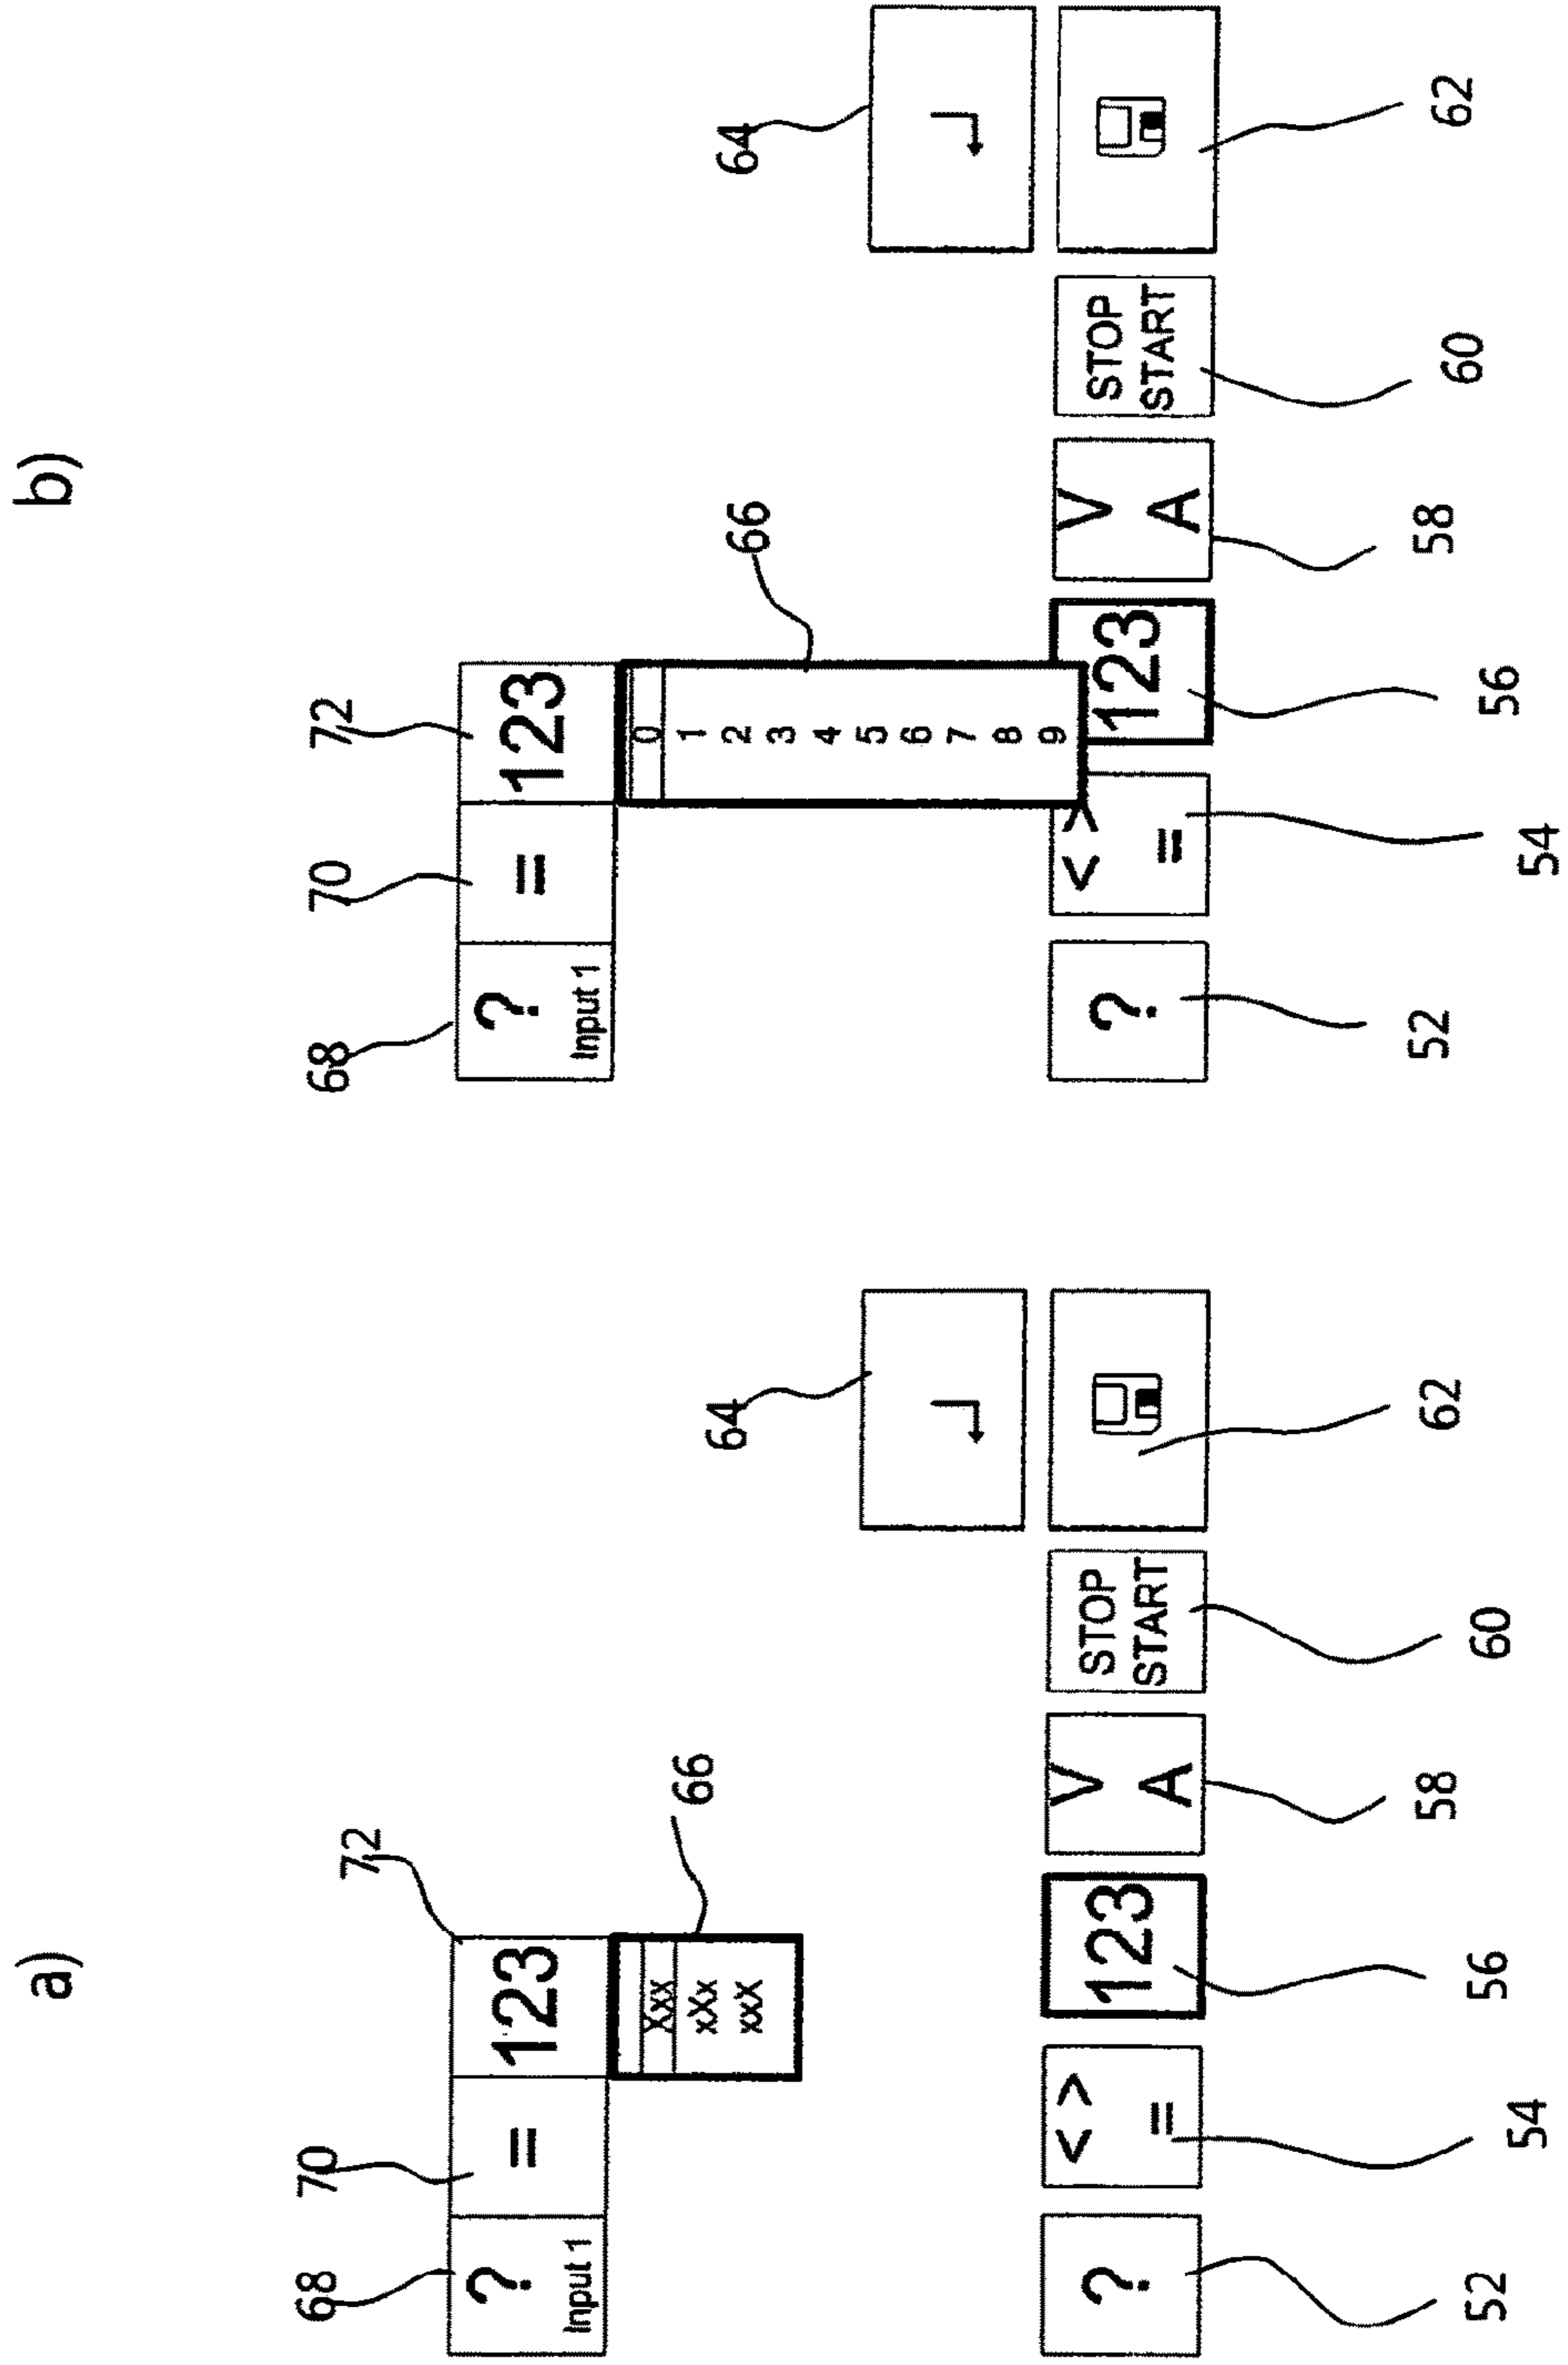 a)
68
70
72
? = 123
Input 1
Xxx
xXx
xxX
66
64
? < > 123 V STOP
= A START
52
54
56
58
60
62
b)
68
70
72
? = 123
Input 1
0
1
2
3
4
5
6
7
8
9
66
64
? < > 123 V STOP
= A START
52
54
56
58
60
62